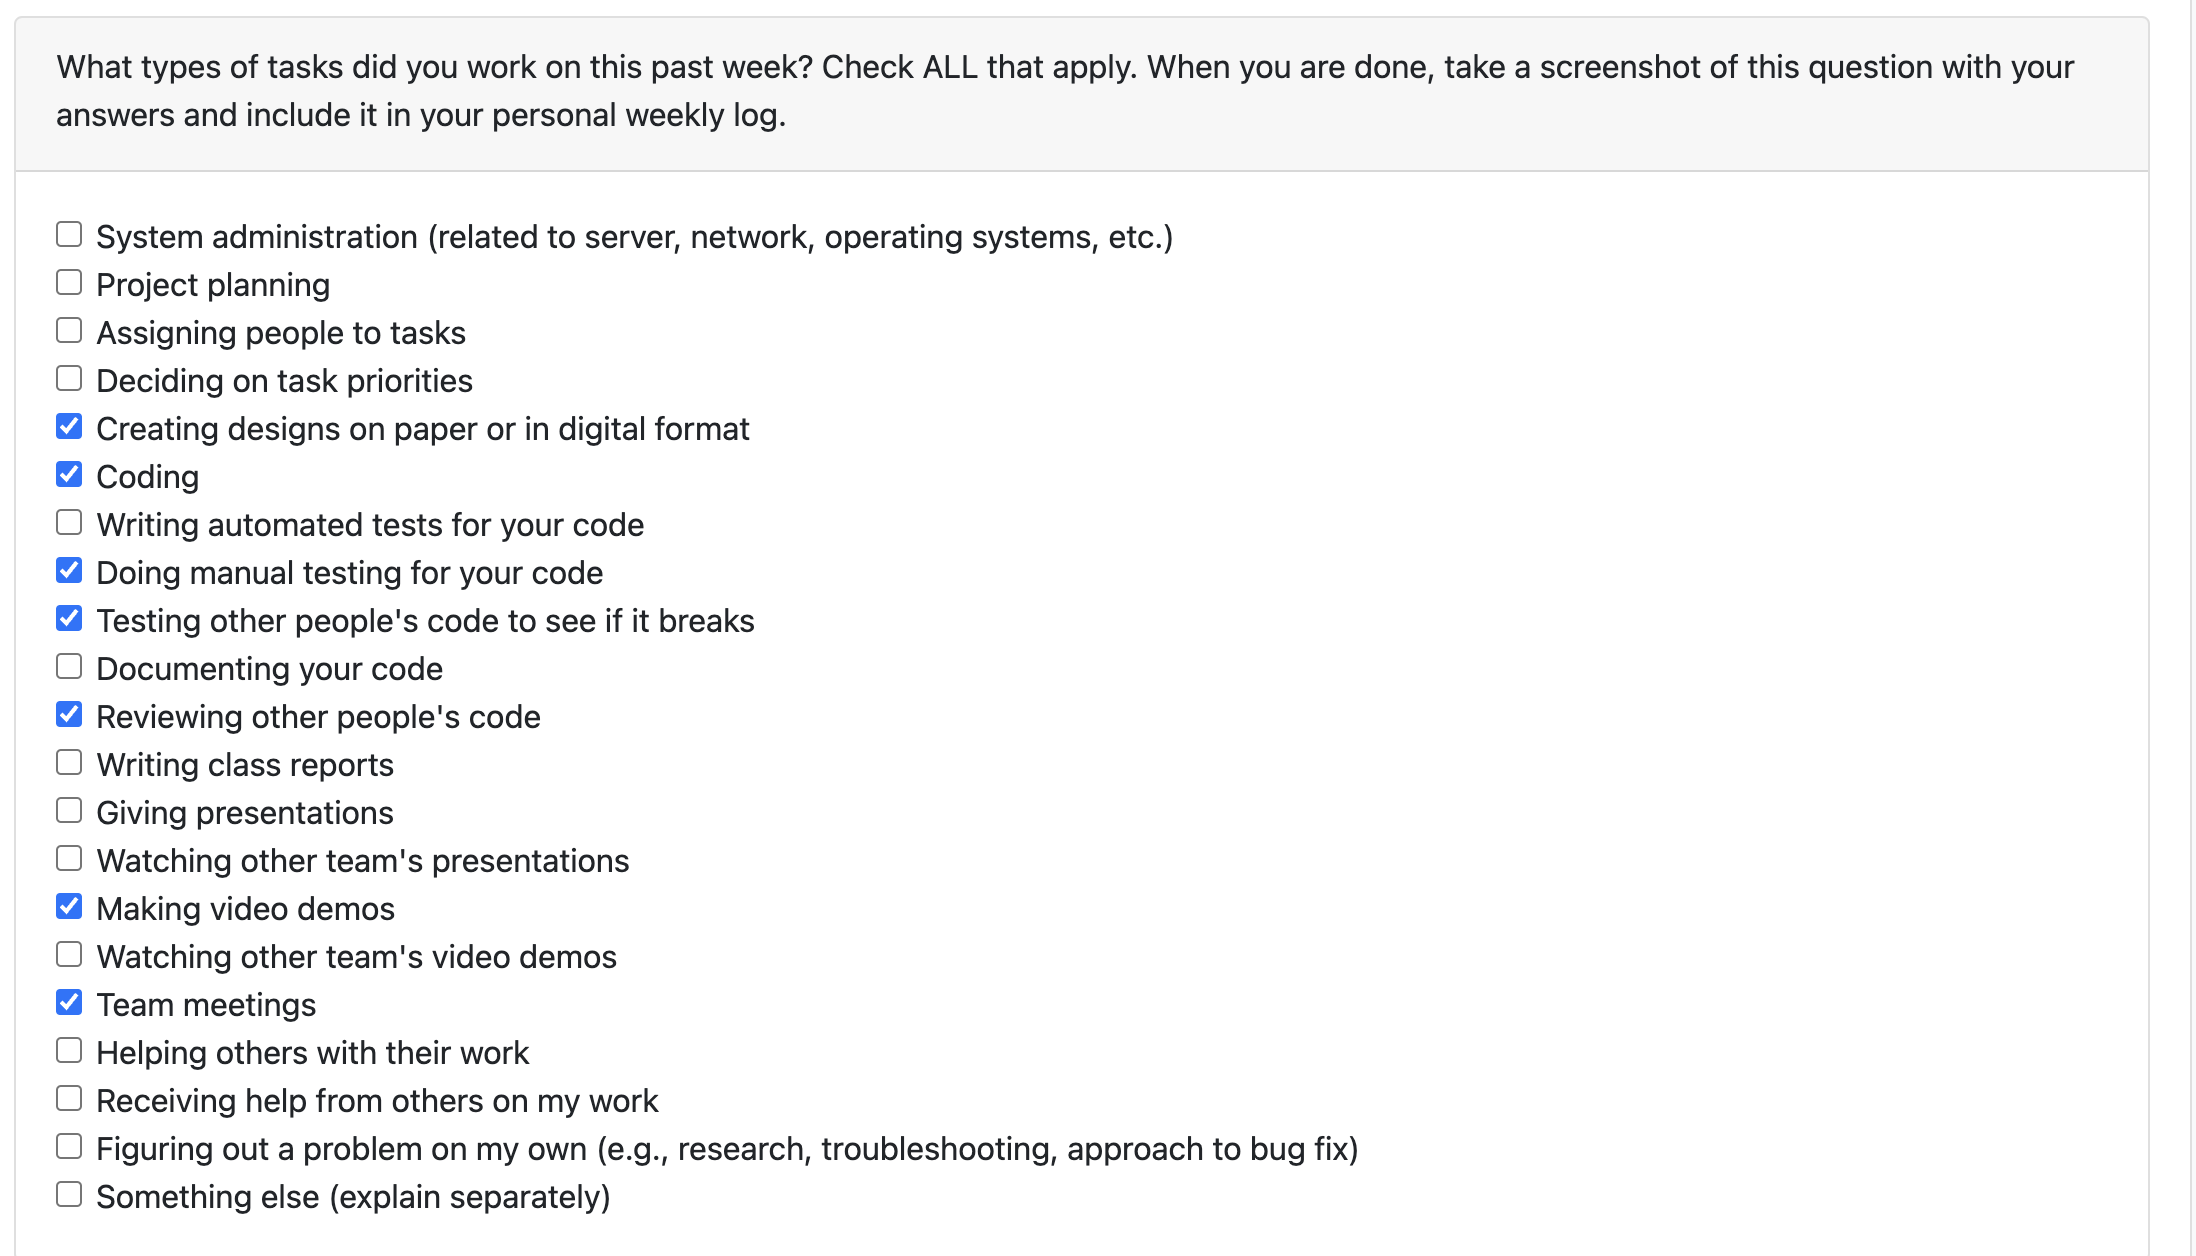 What types of tasks did you work on this past week? Check ALL that apply. When you are done, take a screenshot of this question with your
answers and include it in your personal weekly log.
System administration (related to server, network, operating systems, etc.)
Project planning
Assigning people to tasks
Deciding on task priorities
Creating designs on paper or in digital format
Coding
Writing automated tests for your code
Doing manual testing for your code
Testing other people's code to see if it breaks
Documenting your code
Reviewing other people's code
Writing class reports
Giving presentations
Watching other team's presentations
Making video demos
Watching other team's video demos
Team meetings
Helping others with their work
Receiving help from others on my work
Figuring out a problem on my own (e.g., research, troubleshooting, approach to bug fix)
Something else (explain separately)